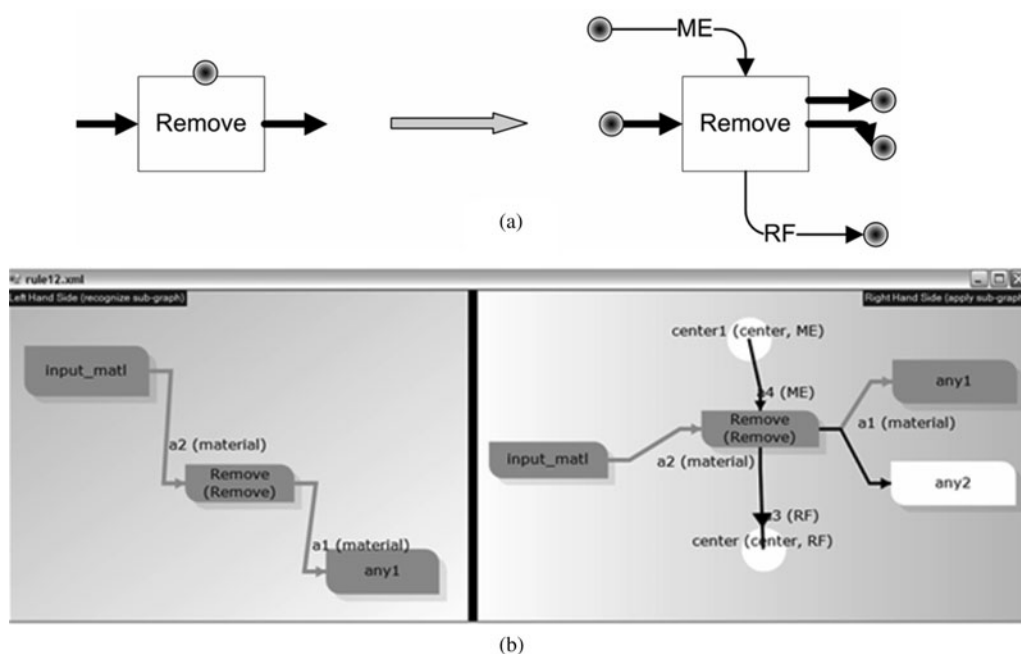 ME
Remove
Remove
RF
(a)
rule12.xml
Left Hand Side (recognize sub-graph)
Right Hand Side (apply sub-graph
input_matl
a2 (material)
Remove
(Remove)
a1 (material)
any1
center1 (center, ME)
a4 (ME)
any1
Remove
(Remove)
a1 (material)
input_matl
a2 (material)
any2
a3 (RF)
center (center, RF)
(b)